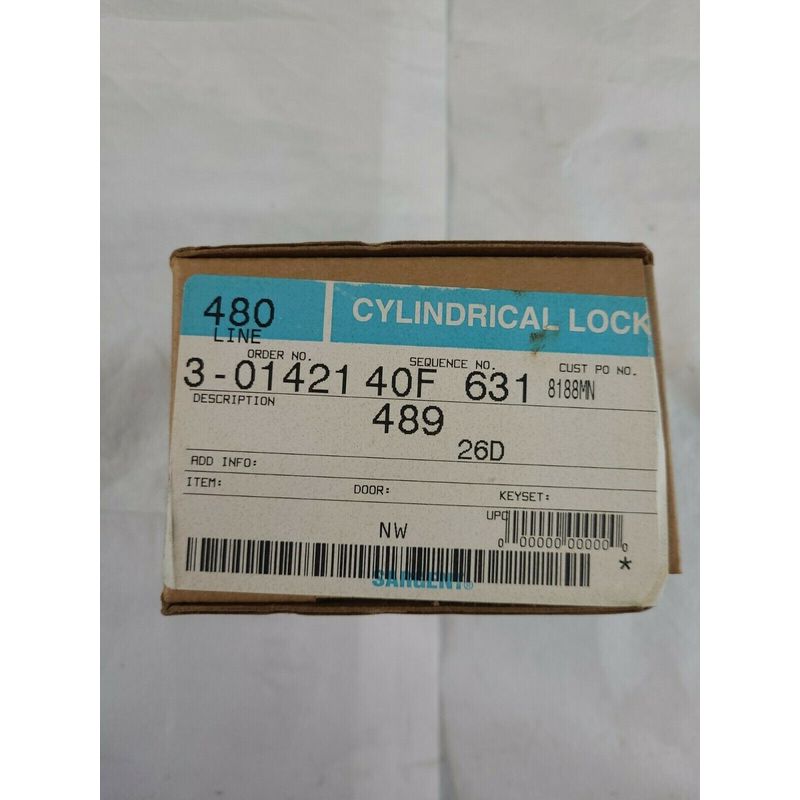 480 CYLINDRICAL LOCK
LINE
ORDER NO. SEQUENCE NO. CUST PO NO.
3-01421 40F 631 8188MN
DESCRIPTION 489
26D
ADD INFO:
ITEM: DOOR: KEYSET:
UPC
NW
0 00000 00000 0
*
SARGENT®